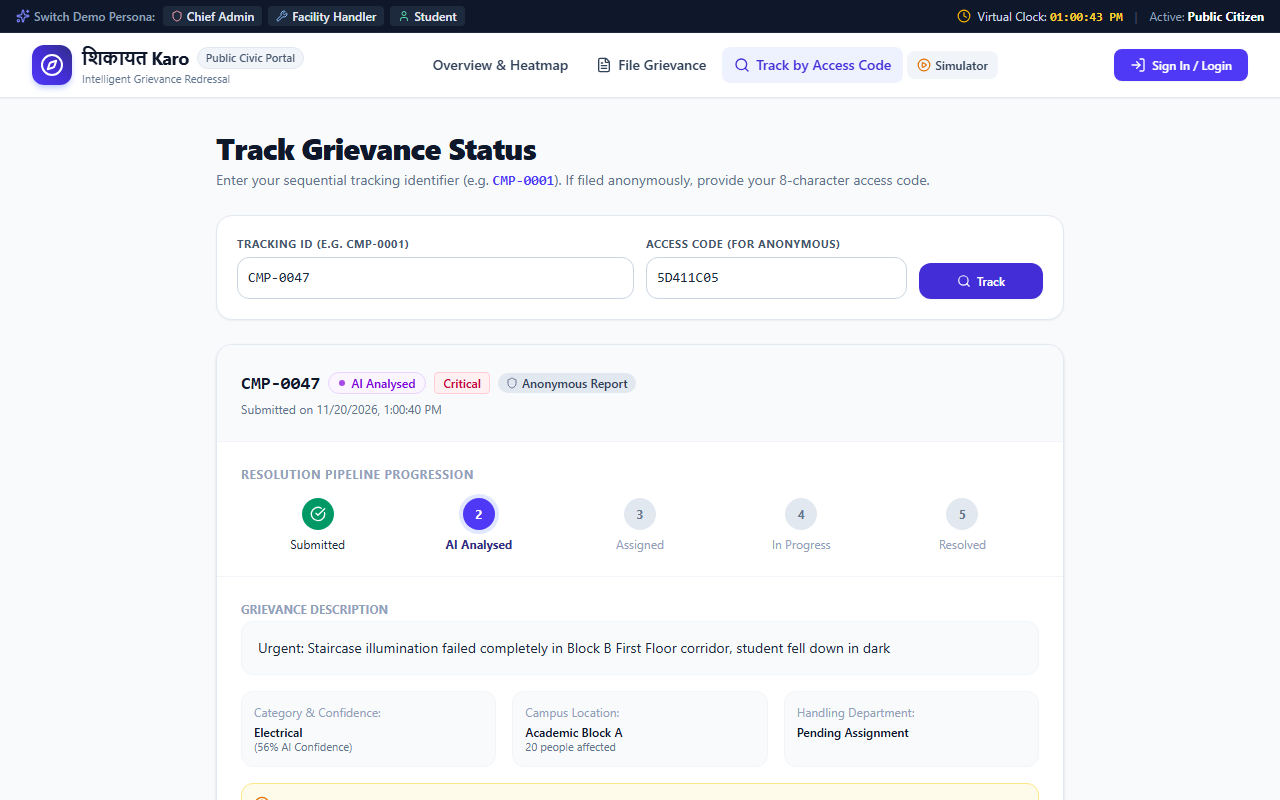 Switch Demo Persona: Chief Admin Facility Handler Student Virtual Clock: 01:00:43 PM | Active: Public Citizen
शिकायत Karo Public Civic Portal
Intelligent Grievance Redressal
Overview & Heatmap File Grievance Track by Access Code Simulator Sign In / Login
Track Grievance Status
Enter your sequential tracking identifier (e.g. CMP-0001). If filed anonymously, provide your 8-character access code.
TRACKING ID (E.G. CMP-0001) ACCESS CODE (FOR ANONYMOUS)
CMP-0047 5D411C05 Track
CMP-0047 AI Analysed Critical Anonymous Report
Submitted on 11/20/2026, 1:00:40 PM
RESOLUTION PIPELINE PROGRESSION
2 3 4 5
Submitted AI Analysed Assigned In Progress Resolved
GRIEVANCE DESCRIPTION
Urgent: Staircase illumination failed completely in Block B First Floor corridor, student fell down in dark
Category & Confidence: Campus Location: Handling Department:
Electrical Academic Block A Pending Assignment
(56% AI Confidence) 20 people affected